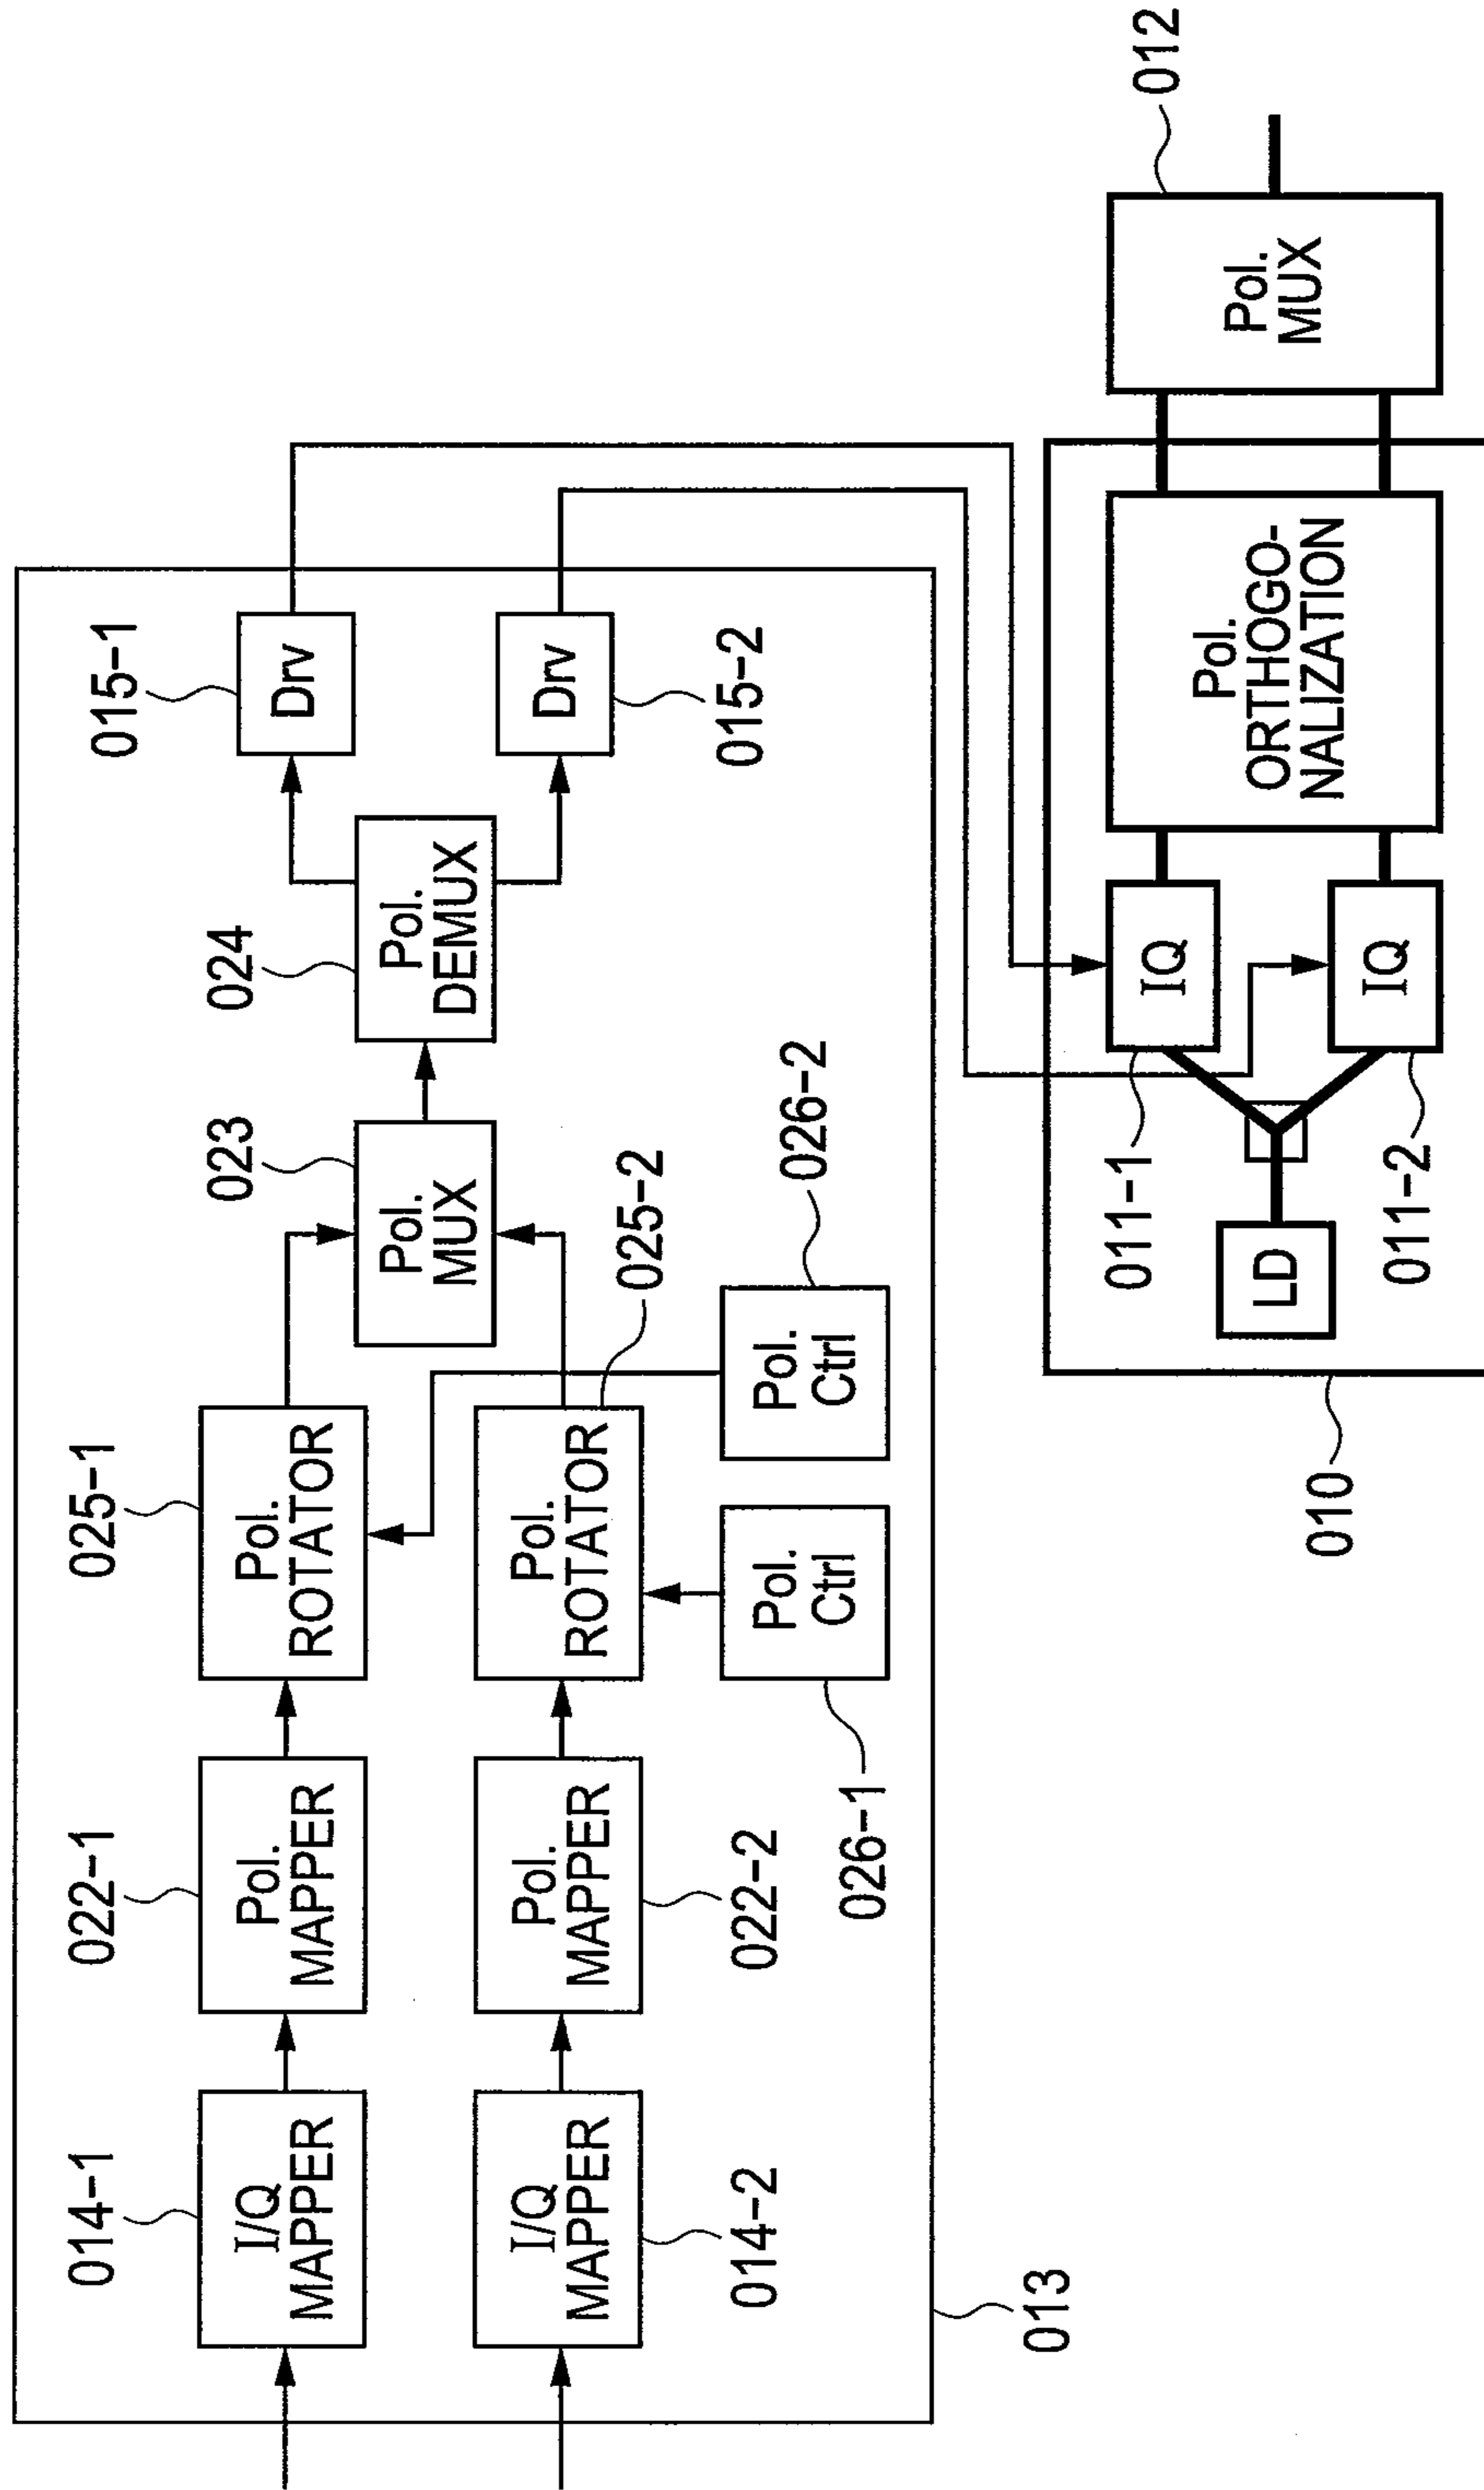 014-1
022-1
025-1
023
024
015-1
I/Q
MAPPER
Pol.
MAPPER
Pol.
ROTATOR
Pol.
MUX
Pol.
DEMUX
Drv
I/Q
MAPPER
Pol.
MAPPER
Pol.
ROTATOR
Drv
014-2
022-2
025-2
015-2
Pol.
Ctrl
Pol.
Ctrl
026-1
026-2
013
010
011-1
LD
011-2
IQ
IQ
Pol.
ORTHOGO-
NALIZATION
Pol.
MUX
012